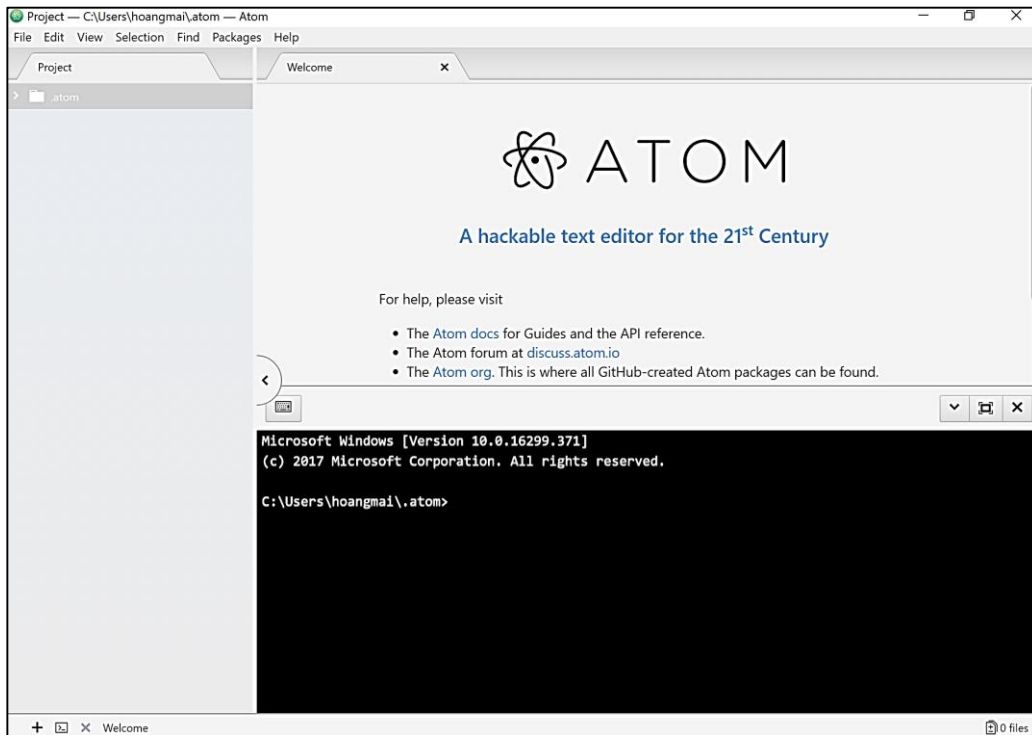 Project — C:\Users\hoangmai\.atom — Atom
File Edit View Selection Find Packages Help
Project
Welcome
.atom
ATOM
A hackable text editor for the 21st Century
For help, please visit
• The Atom docs for Guides and the API reference.
• The Atom forum at discuss.atom.io
• The Atom org. This is where all GitHub-created Atom packages can be found.
Microsoft Windows [Version 10.0.16299.371]
(c) 2017 Microsoft Corporation. All rights reserved.
C:\Users\hoangmai\.atom>
Welcome
0 files